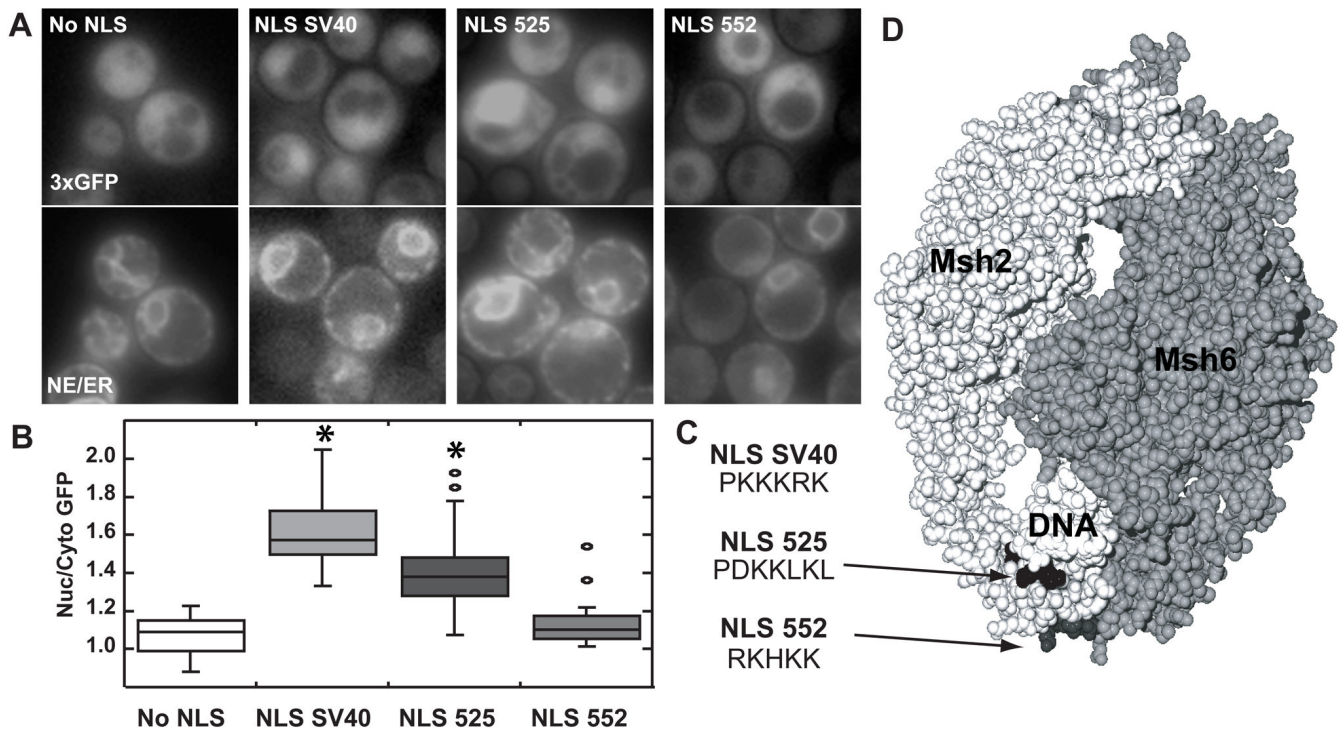 A
No NLS
NLS SV40
NLS 525
NLS 552
3xGFP
NE/ER
B
Nuc/Cyto GFP
2.0
1.8
1.6
1.4
1.2
1.0
*
*
No NLS
NLS SV40
NLS 525
NLS 552
C
NLS SV40
PKKKRK
NLS 525
PDKKLKL
NLS 552
RKHKK
D
Msh2
Msh6
DNA